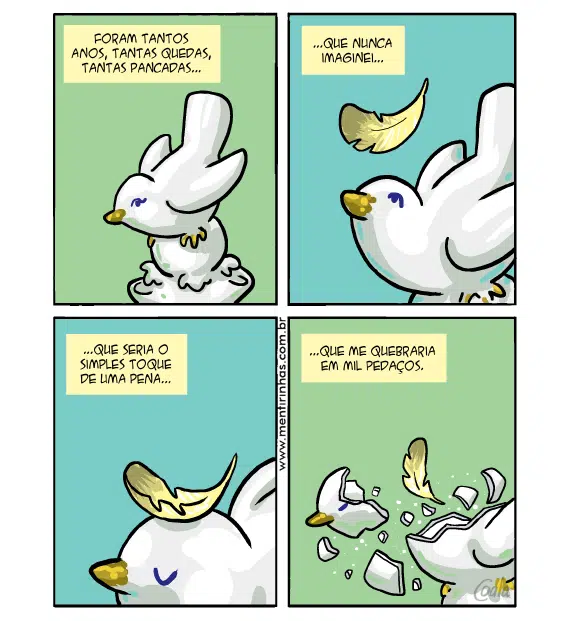 FORAM TANTOS
ANOS, TANTAS QUEDAS,
TANTAS PANCADAS...
...QUE NUNCA
IMAGINEI...
...QUE SERIA O
SIMPLES TOQUE
DE UMA PENA...
www.mentirinhas.com.br
...QUE ME QUEBRARIA
EM MIL PEDAÇOS.